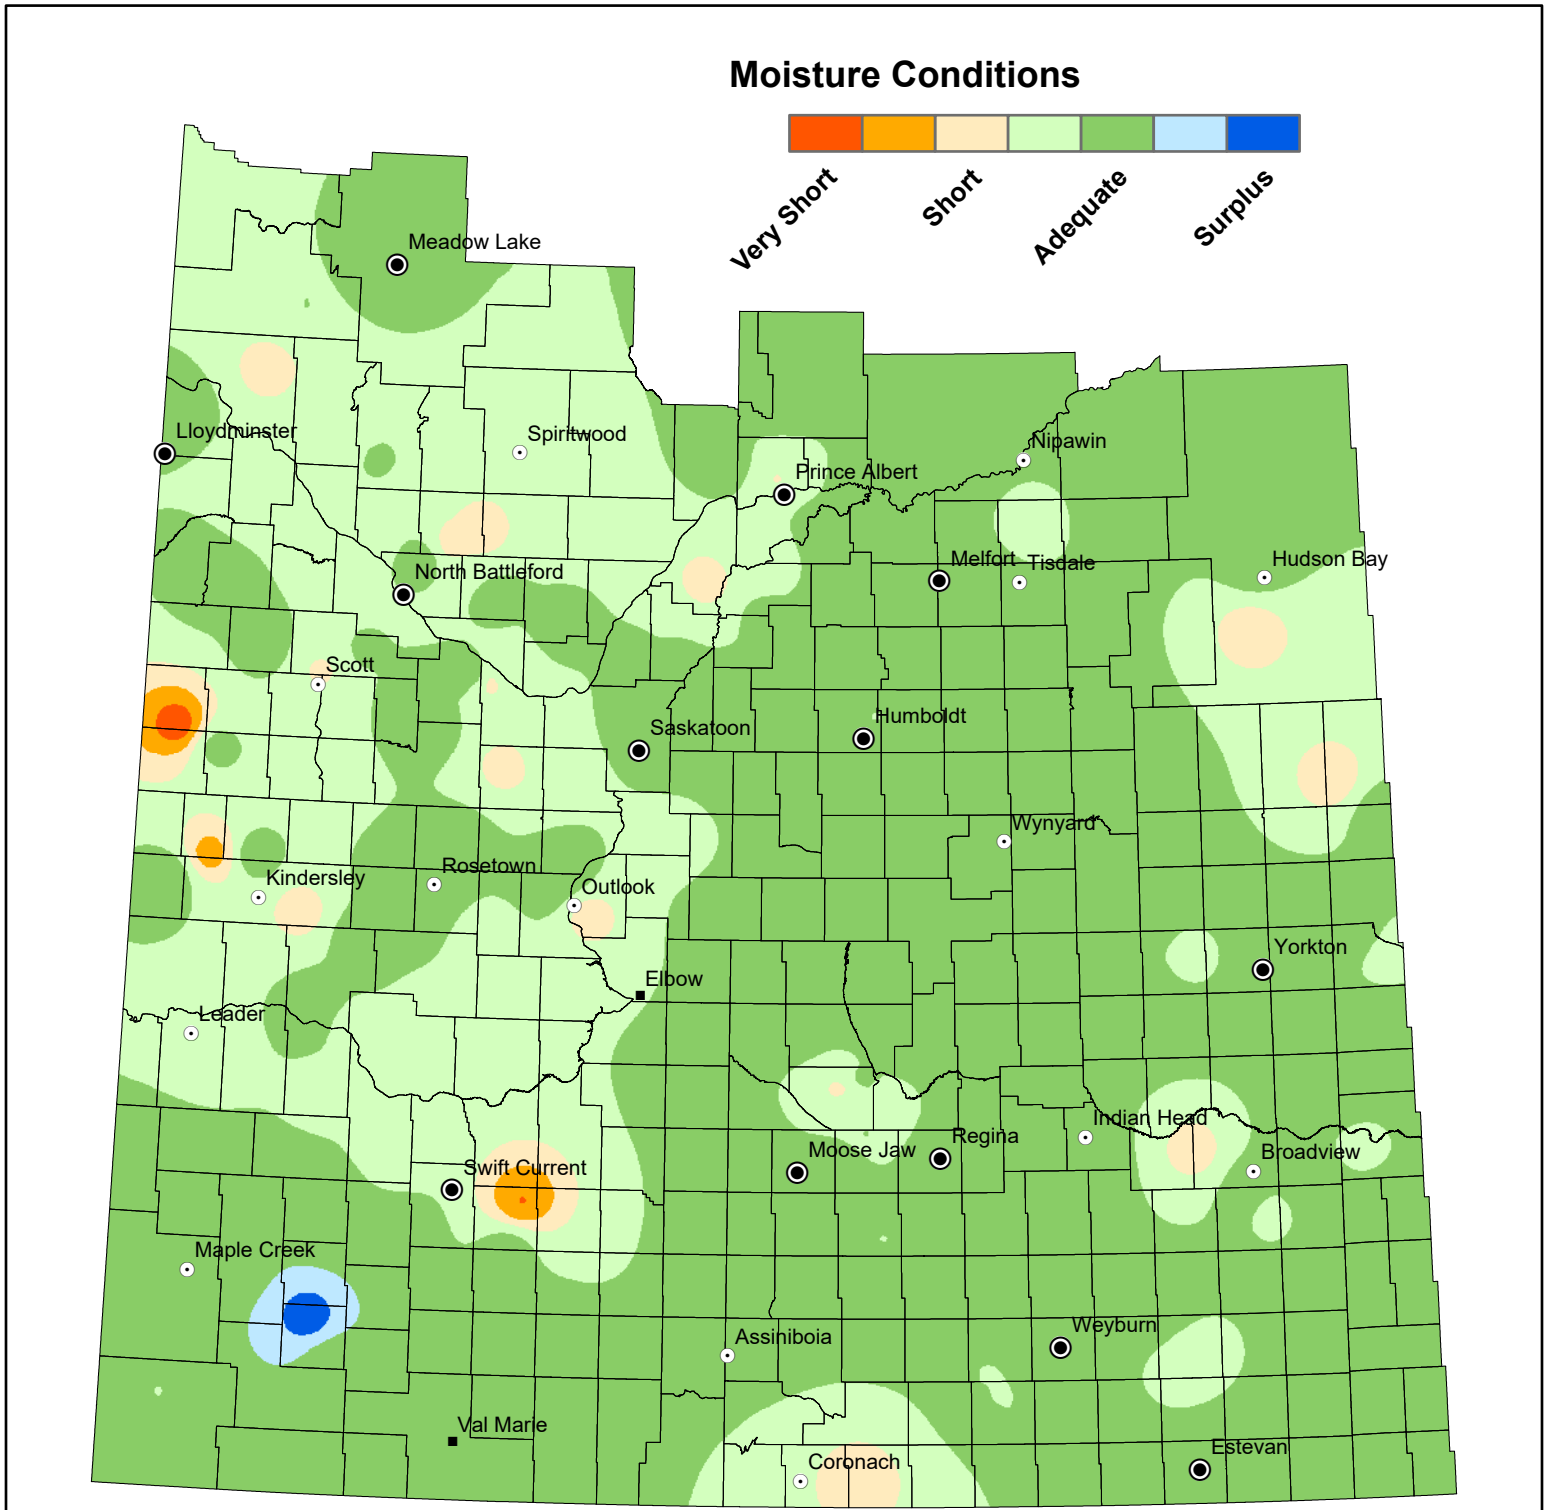 Moisture Conditions
Very Short
Short
Adequate
Surplus
Meadow Lake
Lloydminster
Spiritwood
Nipawin
Prince Albert
North Battleford
Melfort
Tisdale
Hudson Bay
Scott
Saskatoon
Humboldt
Wynyard
Rosetown
Kindersley
Outlook
Yorkton
Elbow
Leader
Indian Head
Regina
Moose Jaw
Broadview
Swift Current
Maple Creek
Weyburn
Assiniboia
Val Marie
Estevan
Coronach